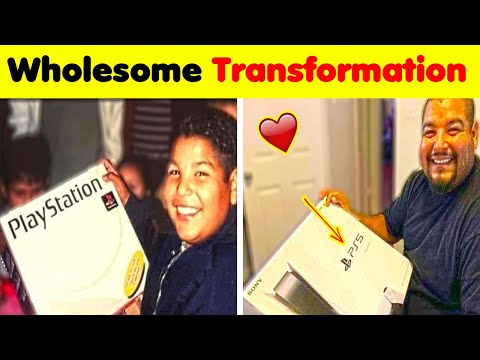 Wholesome Transformation
PlayStation
SONY
PS5